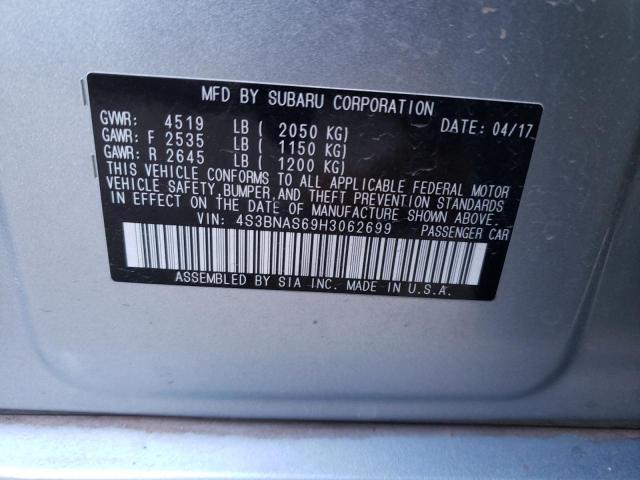 MFD BY SUBARU CORPORATION
GVWR: 4519 LB ( 2050 KG) DATE: 04/17
GAWR: F 2535 LB ( 1150 KG)
GAWR: R 2645 LB ( 1200 KG)
THIS VEHICLE CONFORMS TO ALL APPLICABLE FEDERAL MOTOR
VEHICLE SAFETY, BUMPER, AND THEFT PREVENTION STANDARDS
IN EFFECT ON THE DATE OF MANUFACTURE SHOWN ABOVE.
VIN: 4S3BNAS69H3062699 PASSENGER CAR
ASSEMBLED BY SIA INC. MADE IN U.S.A.